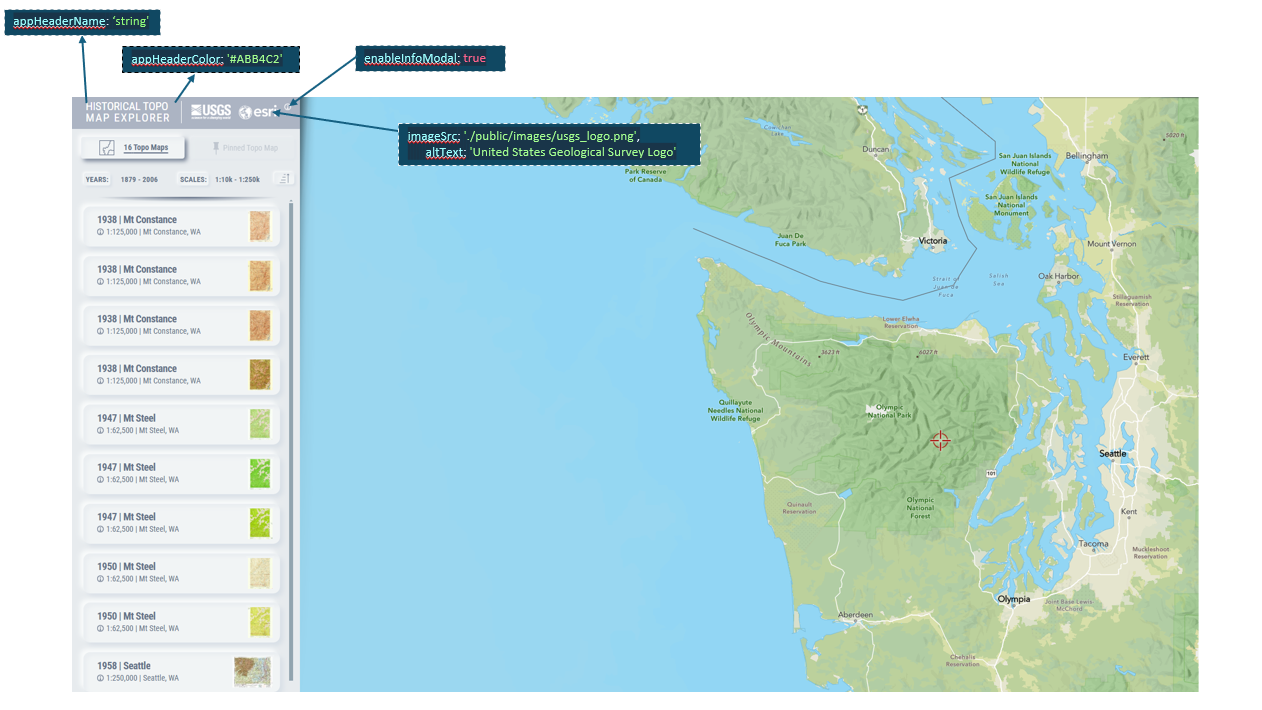 appHeaderName: 'string'
appHeaderColor: '#ABB4C2'
enableInfoModal: true
imageSrc: './public/images/usgs_logo.png',
altText: 'United States Geological Survey Logo'
HISTORICAL TOPO
MAP EXPLORER
USGS
esri
16 Topo Maps
Pinned Topo Map
YEARS: 1879 - 2006 SCALES: 1:10k - 1:250k
1938 | Mt Constance
1:125,000 | Mt Constance, WA
1938 | Mt Constance
1:125,000 | Mt Constance, WA
1938 | Mt Constance
1:125,000 | Mt Constance, WA
1938 | Mt Constance
1:125,000 | Mt Constance, WA
1947 | Mt Steel
1:62,500 | Mt Steel, WA
1947 | Mt Steel
1:62,500 | Mt Steel, WA
1947 | Mt Steel
1:62,500 | Mt Steel, WA
1950 | Mt Steel
1:62,500 | Mt Steel, WA
1950 | Mt Steel
1:62,500 | Mt Steel, WA
1958 | Seattle
1:250,000 | Seattle, WA
Cowichan
Lake
Duncan
5020 ft
Bellingham
San Juan Islands
National
Wildlife Refuge
Park Reserve
of Canada
San Juan Islands
National
Monument
Juan De
Fuca Park
Victoria
Mount Vernon
Strait of
Juan de
Fuca
Salish
Sea
Oak Harbor
Stillaguamish
Reservation
Lower Elwha
Reservation
Olympic Mountains
3623 ft
6027 ft
Everett
Quillayute
Needles National
Wildlife Refuge
Olympic
National Park
Seattle
101
Quinault
Reservation
Olympic
National
Forest
Kent
Tacoma
Muckleshoot
Reservation
Olympia
Joint Base Lewis
McChord
Aberdeen
Chehalis
Reservation